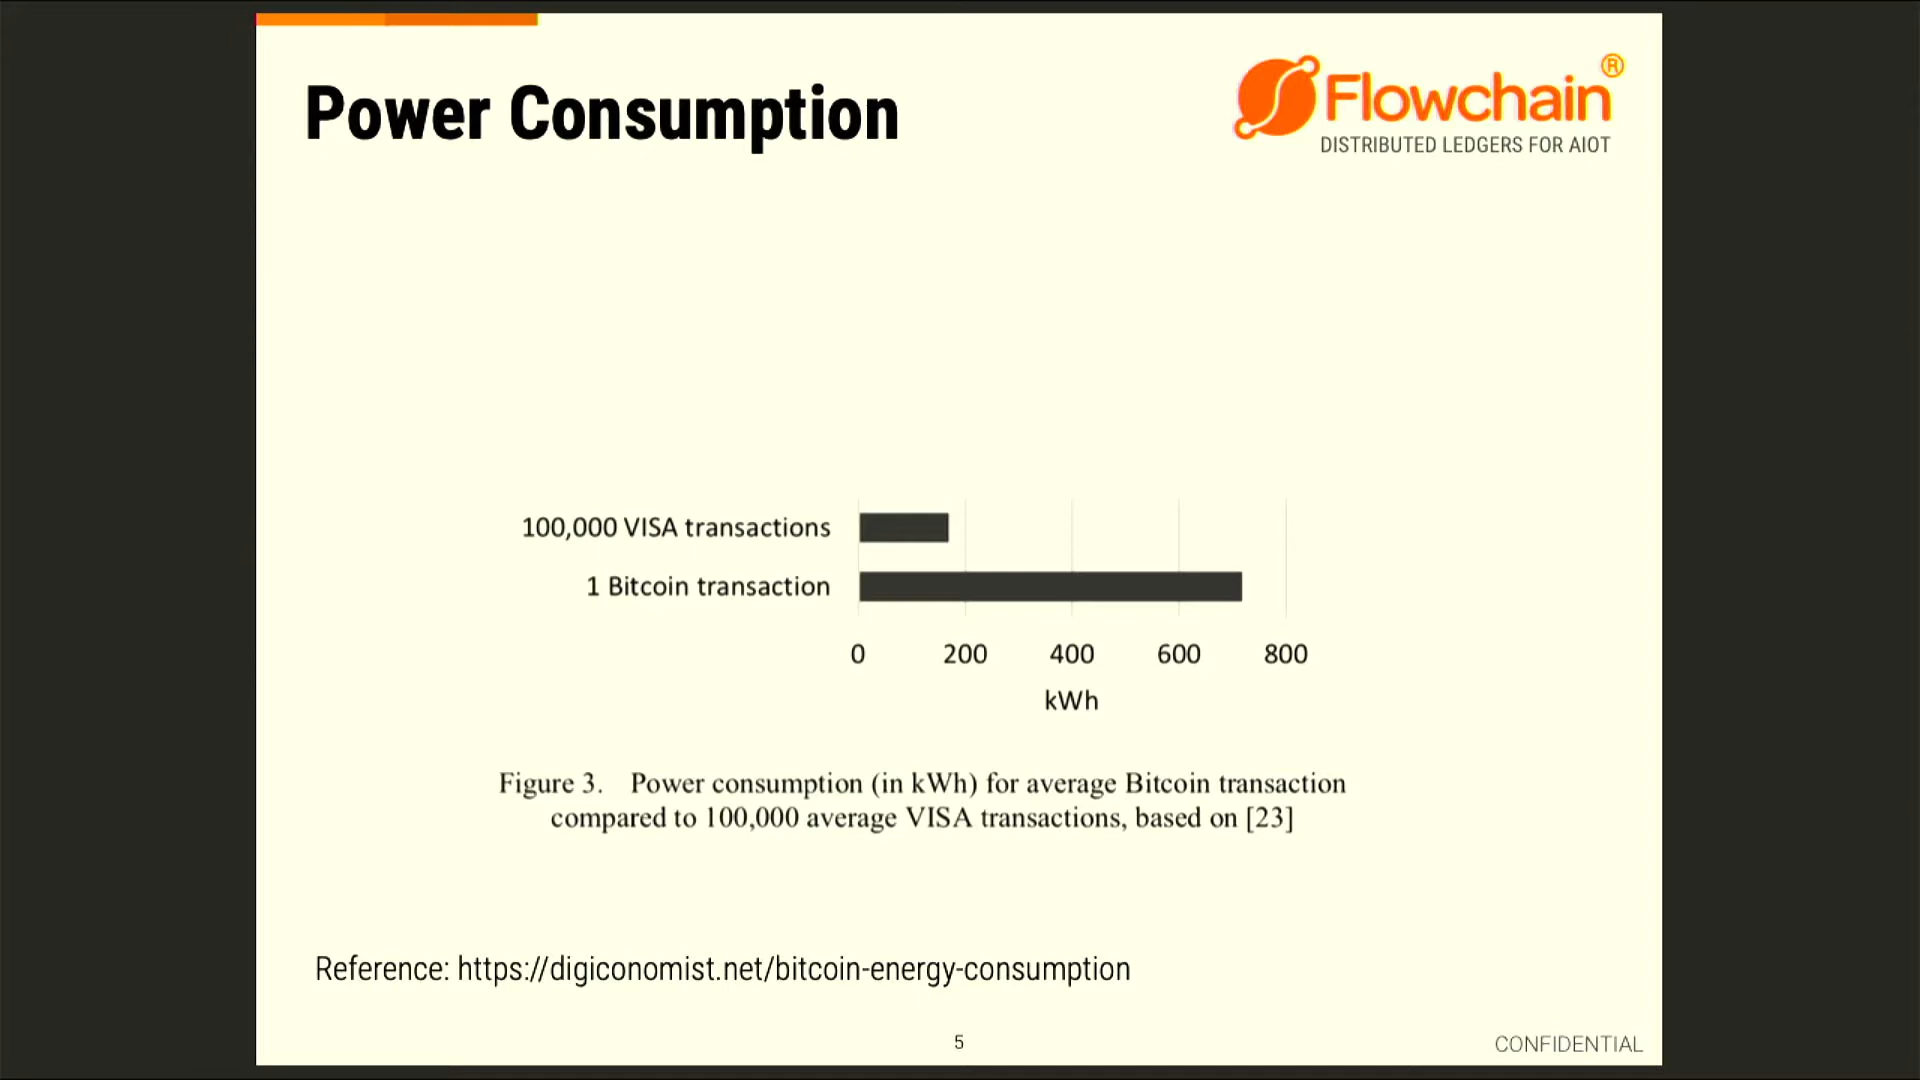 Power Consumption
Flowchain®
DISTRIBUTED LEDGERS FOR AIOT
100,000 VISA transactions
1 Bitcoin transaction
0 200 400 600 800
kWh
Figure 3. Power consumption (in kWh) for average Bitcoin transaction
compared to 100,000 average VISA transactions, based on [23]
Reference: https://digiconomist.net/bitcoin-energy-consumption
5
CONFIDENTIAL